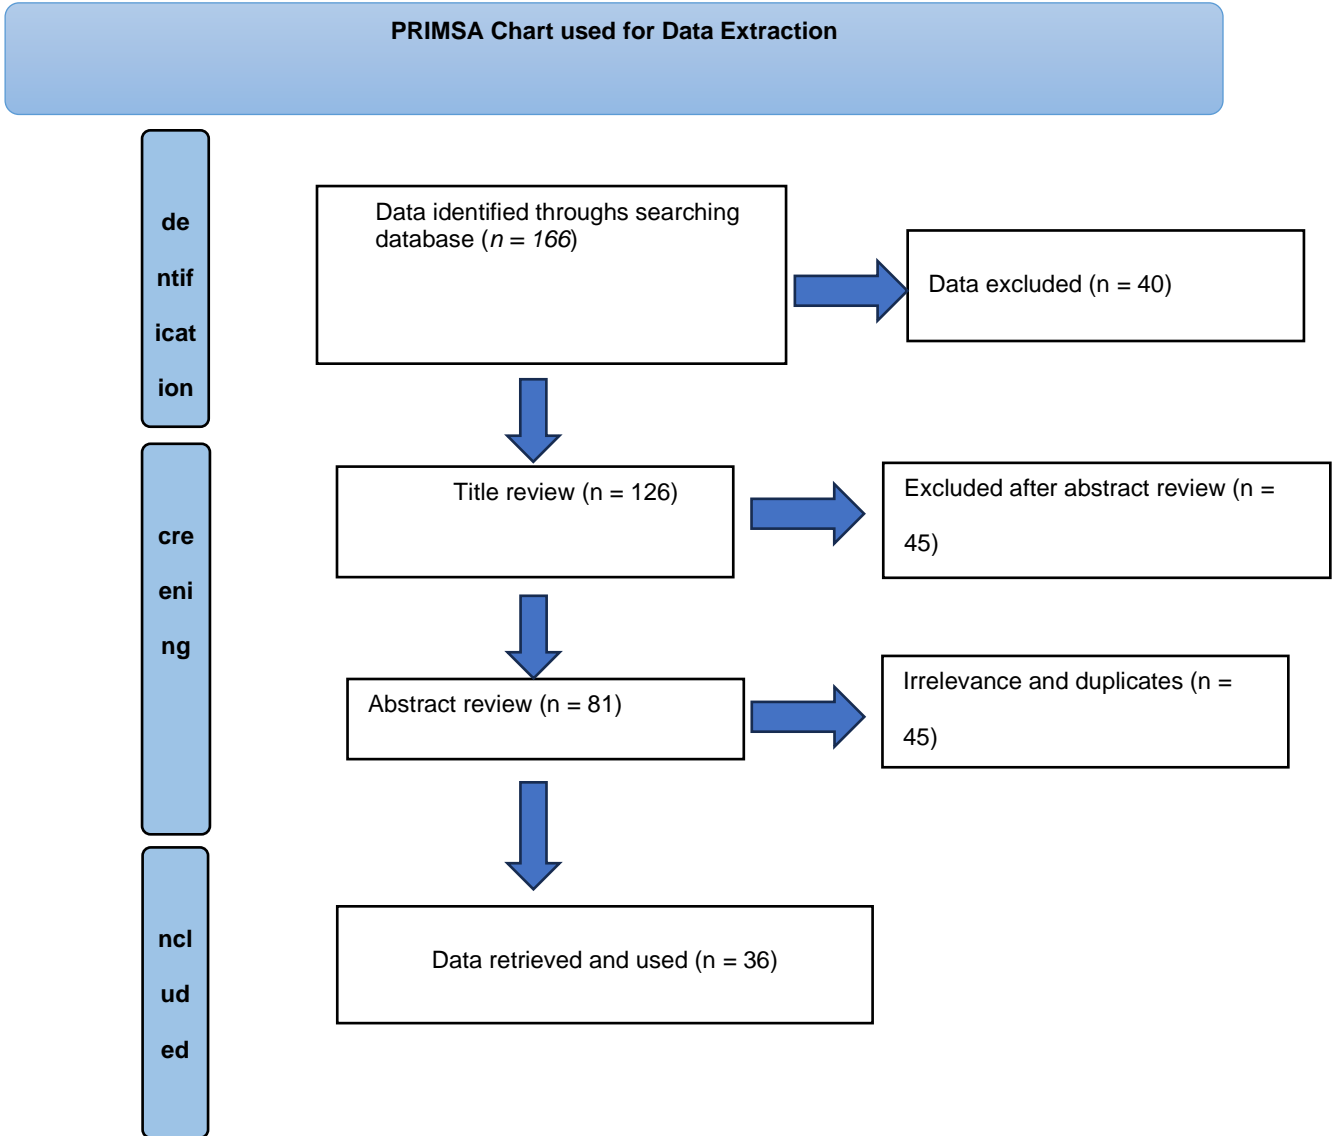 PRIMSA Chart used for Data Extraction
de
ntif
icat
ion
Data identified throughs searching
database (n = 166)
Data excluded (n = 40)
cre
eni
ng
Title review (n = 126)
Excluded after abstract review (n =
45)
Abstract review (n = 81)
Irrelevance and duplicates (n =
45)
ncl
ud
ed
Data retrieved and used (n = 36)